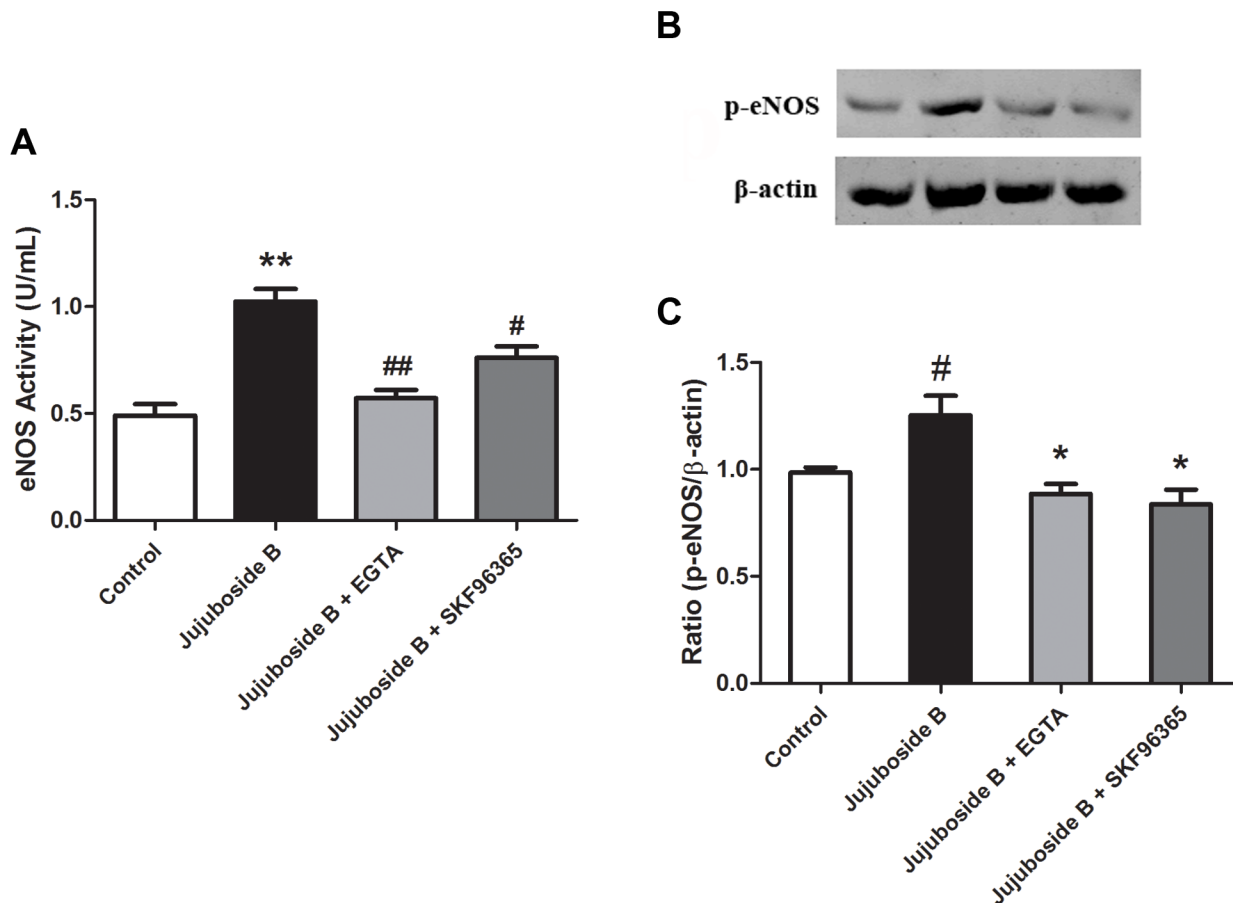 A
eNOS Activity (U/mL)
1.5
1.0
0.5
0.0
**
##
#
Control
Jujuboside B
Jujuboside B + EGTA
Jujuboside B + SKF96365
B
p-eNOS
β-actin
C
Ratio (p-eNOS/β-actin)
1.5
1.0
0.5
0.0
#
*
*
Control
Jujuboside B
Jujuboside B + EGTA
Jujuboside B + SKF96365